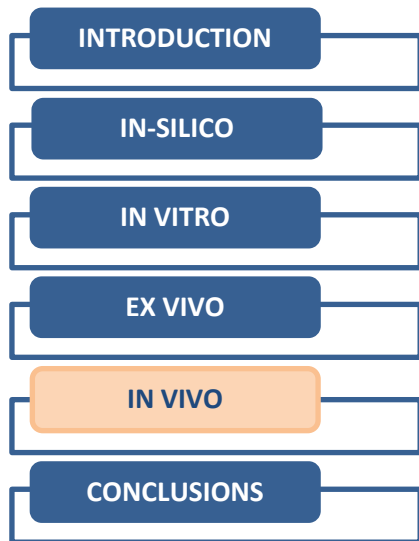 INTRODUCTION
IN-SILICO
IN VITRO
EX VIVO
IN VIVO
CONCLUSIONS